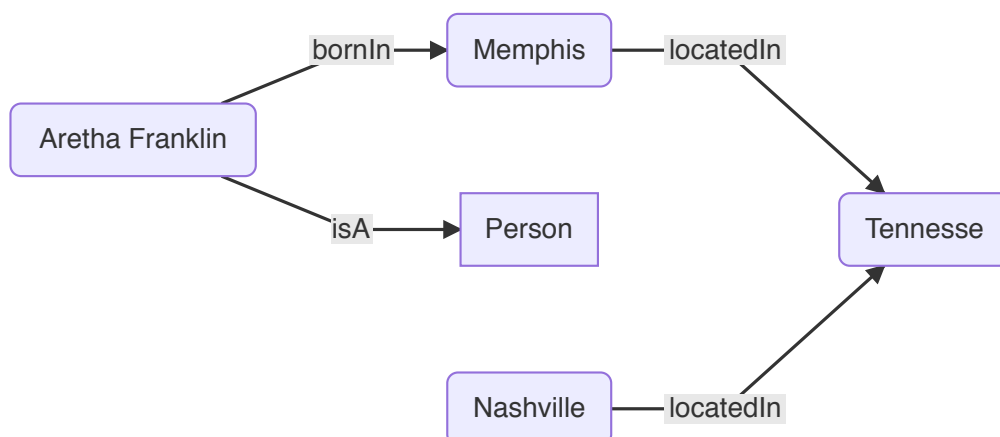 bornIn
Memphis
locatedIn
Aretha Franklin
isA
Person
Tennesse
Nashville
locatedIn